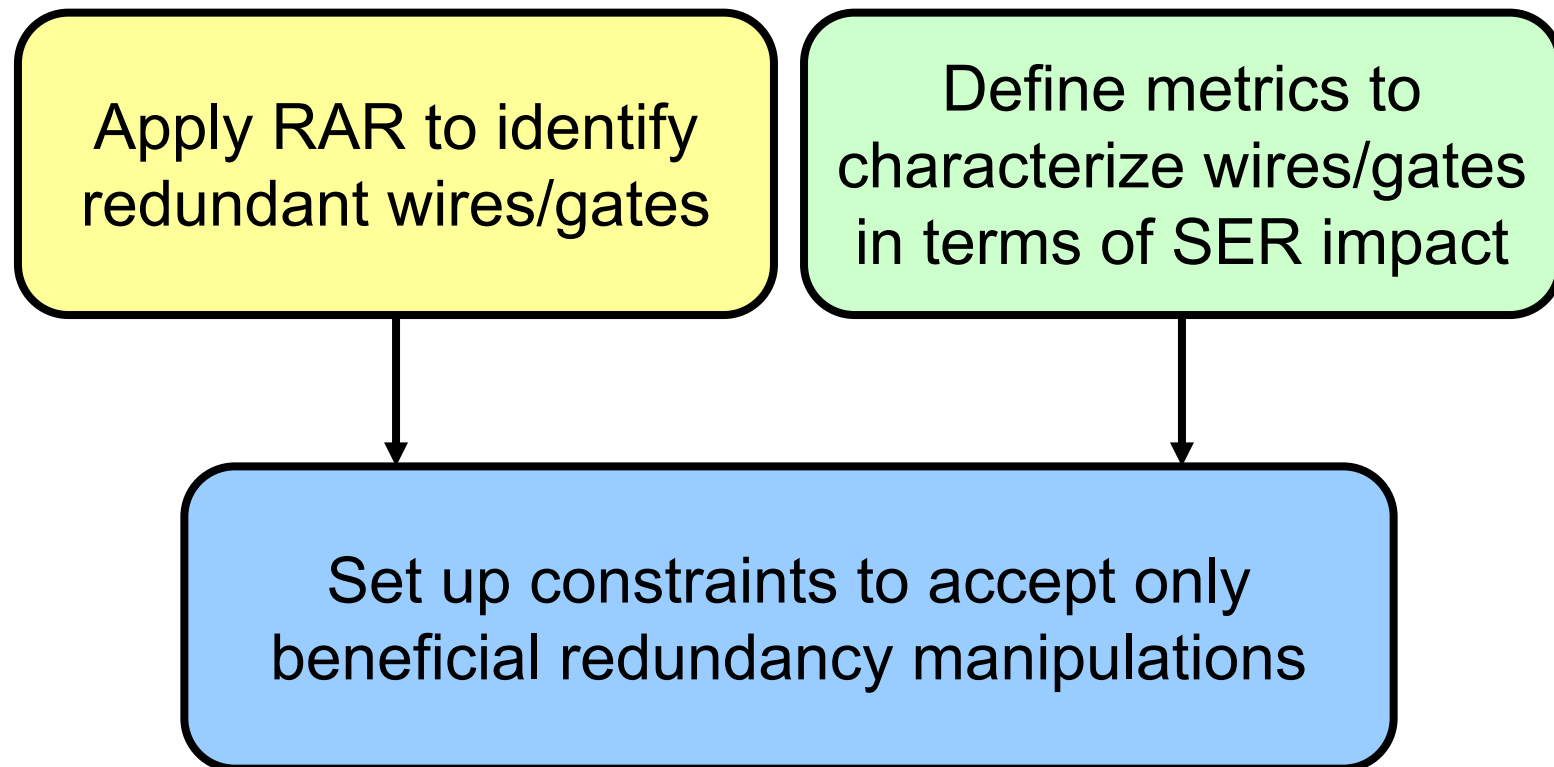 Apply RAR to identify
redundant wires/gates
Define metrics to
characterize wires/gates
in terms of SER impact
Set up constraints to accept only
beneficial redundancy manipulations